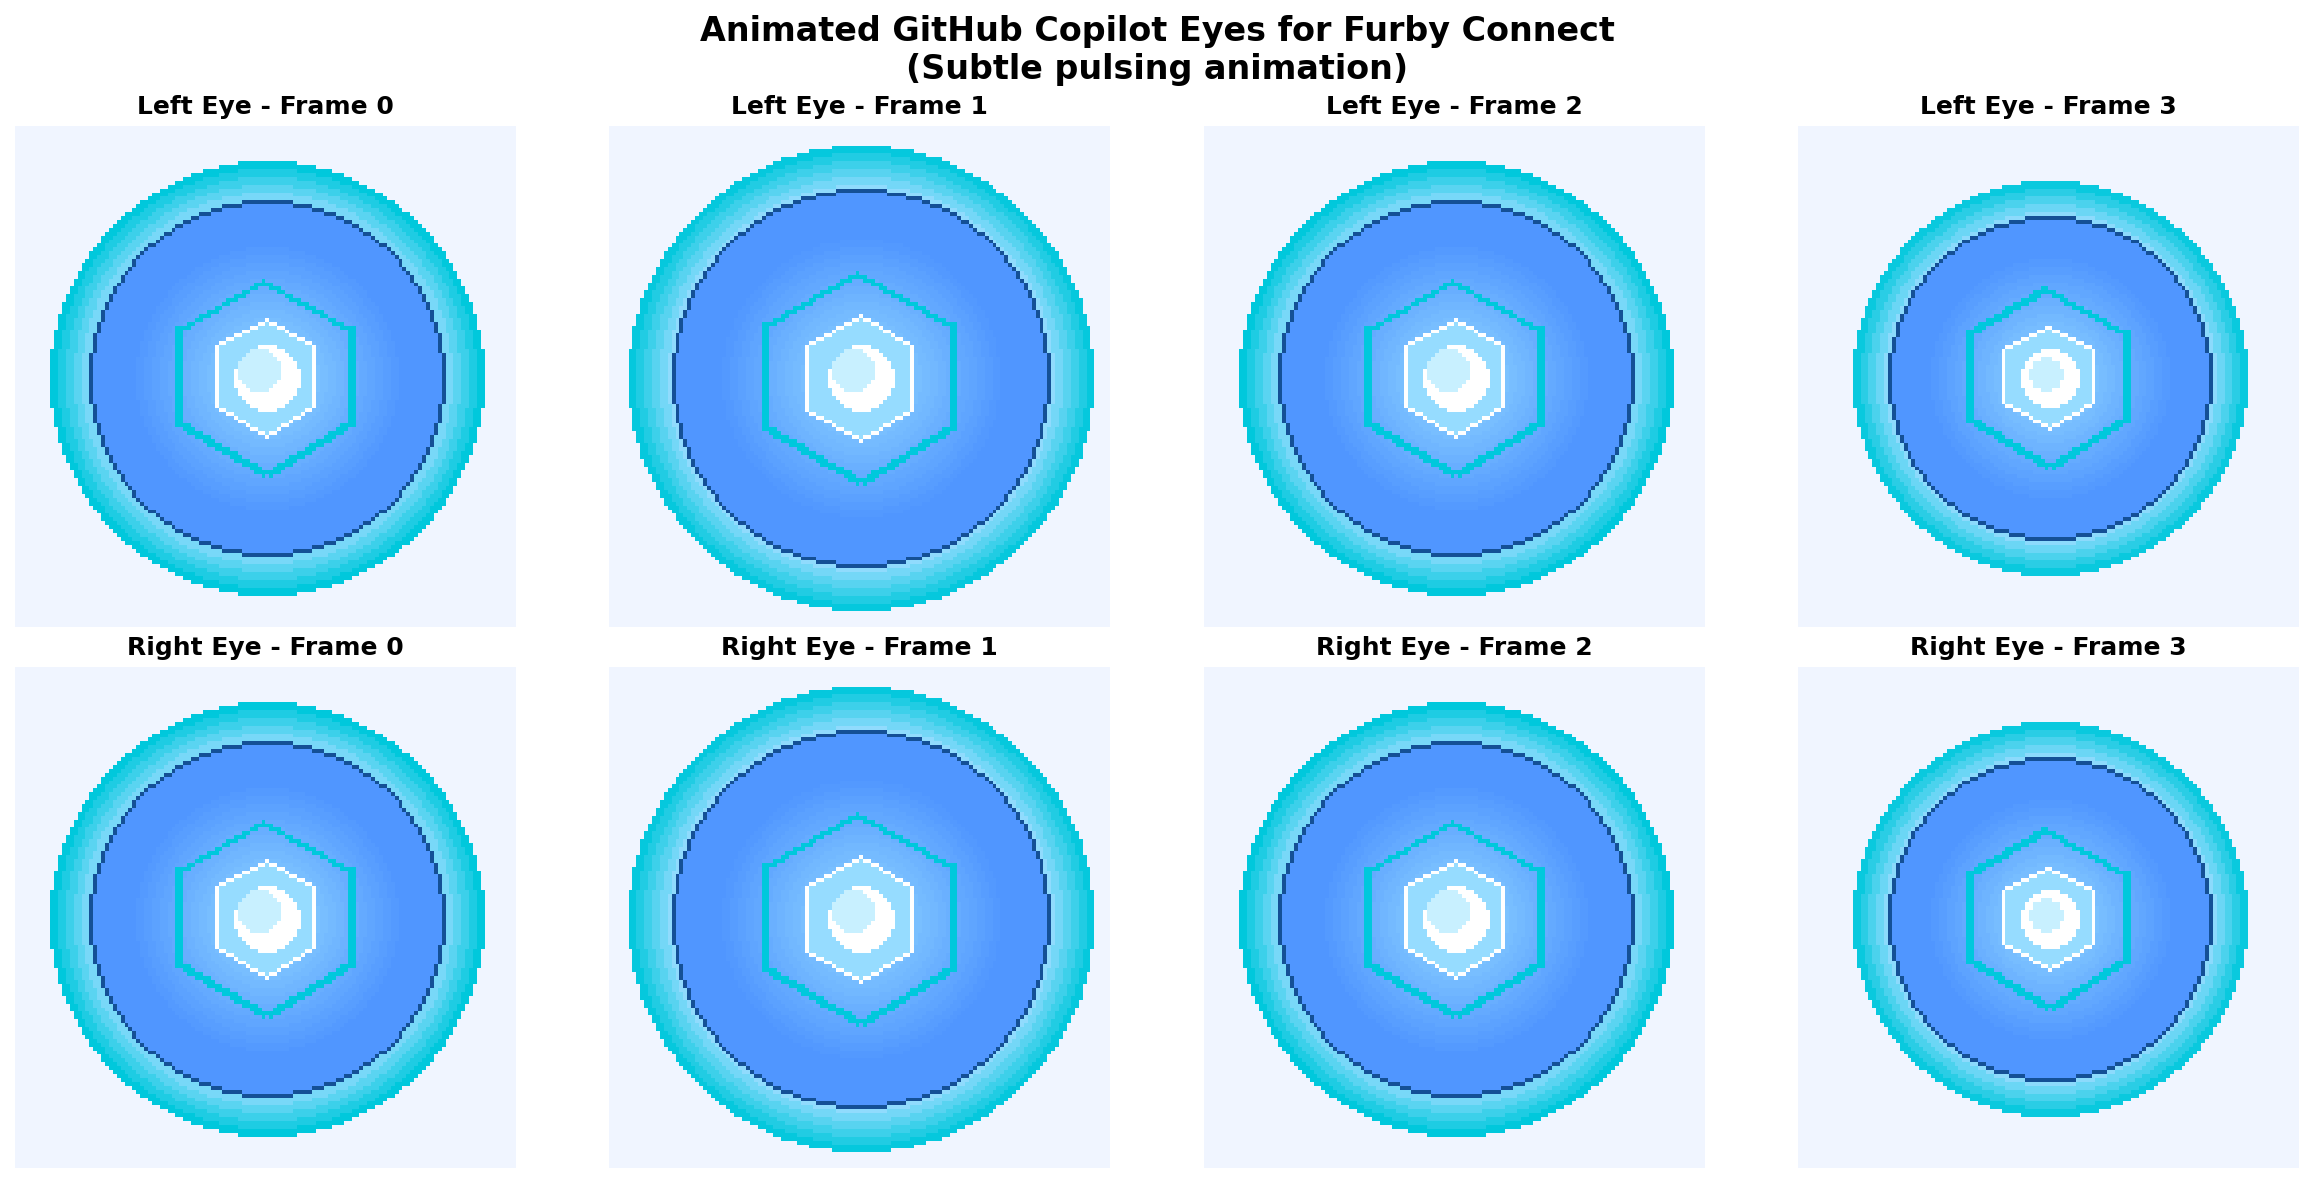 Animated GitHub Copilot Eyes for Furby Connect
(Subtle pulsing animation)
Left Eye - Frame 0
Left Eye - Frame 1
Left Eye - Frame 2
Left Eye - Frame 3
Right Eye - Frame 0
Right Eye - Frame 1
Right Eye - Frame 2
Right Eye - Frame 3